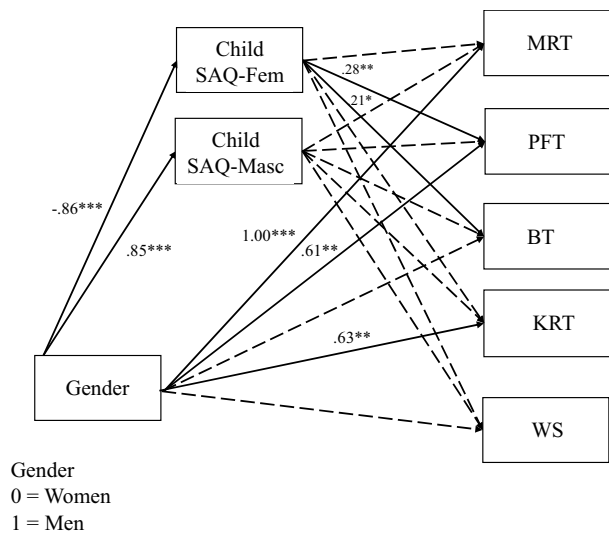 Child
SAQ-Fem
Child
SAQ-Masc
MRT
PFT
BT
KRT
WS
.28**
.21*
-.86***
.85***
1.00***
.61**
.63**
Gender
Gender
0 = Women
1 = Men